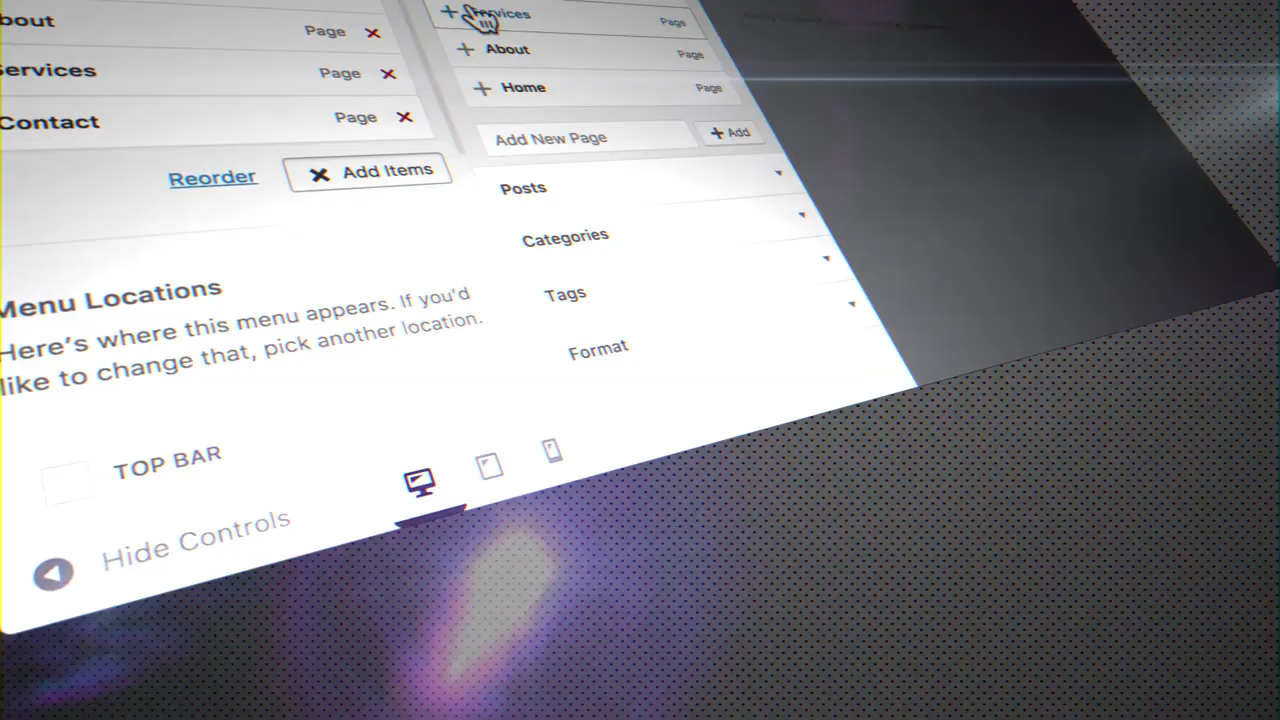 bout Page
ervices Page
Contact Page
Reorder Add Items
Menu Locations
Here's where this menu appears. If you'd
like to change that, pick another location.
TOP BAR
Hide Controls
Services Page
About Page
Home Page
Add New Page Add
Posts
Categories
Tags
Format